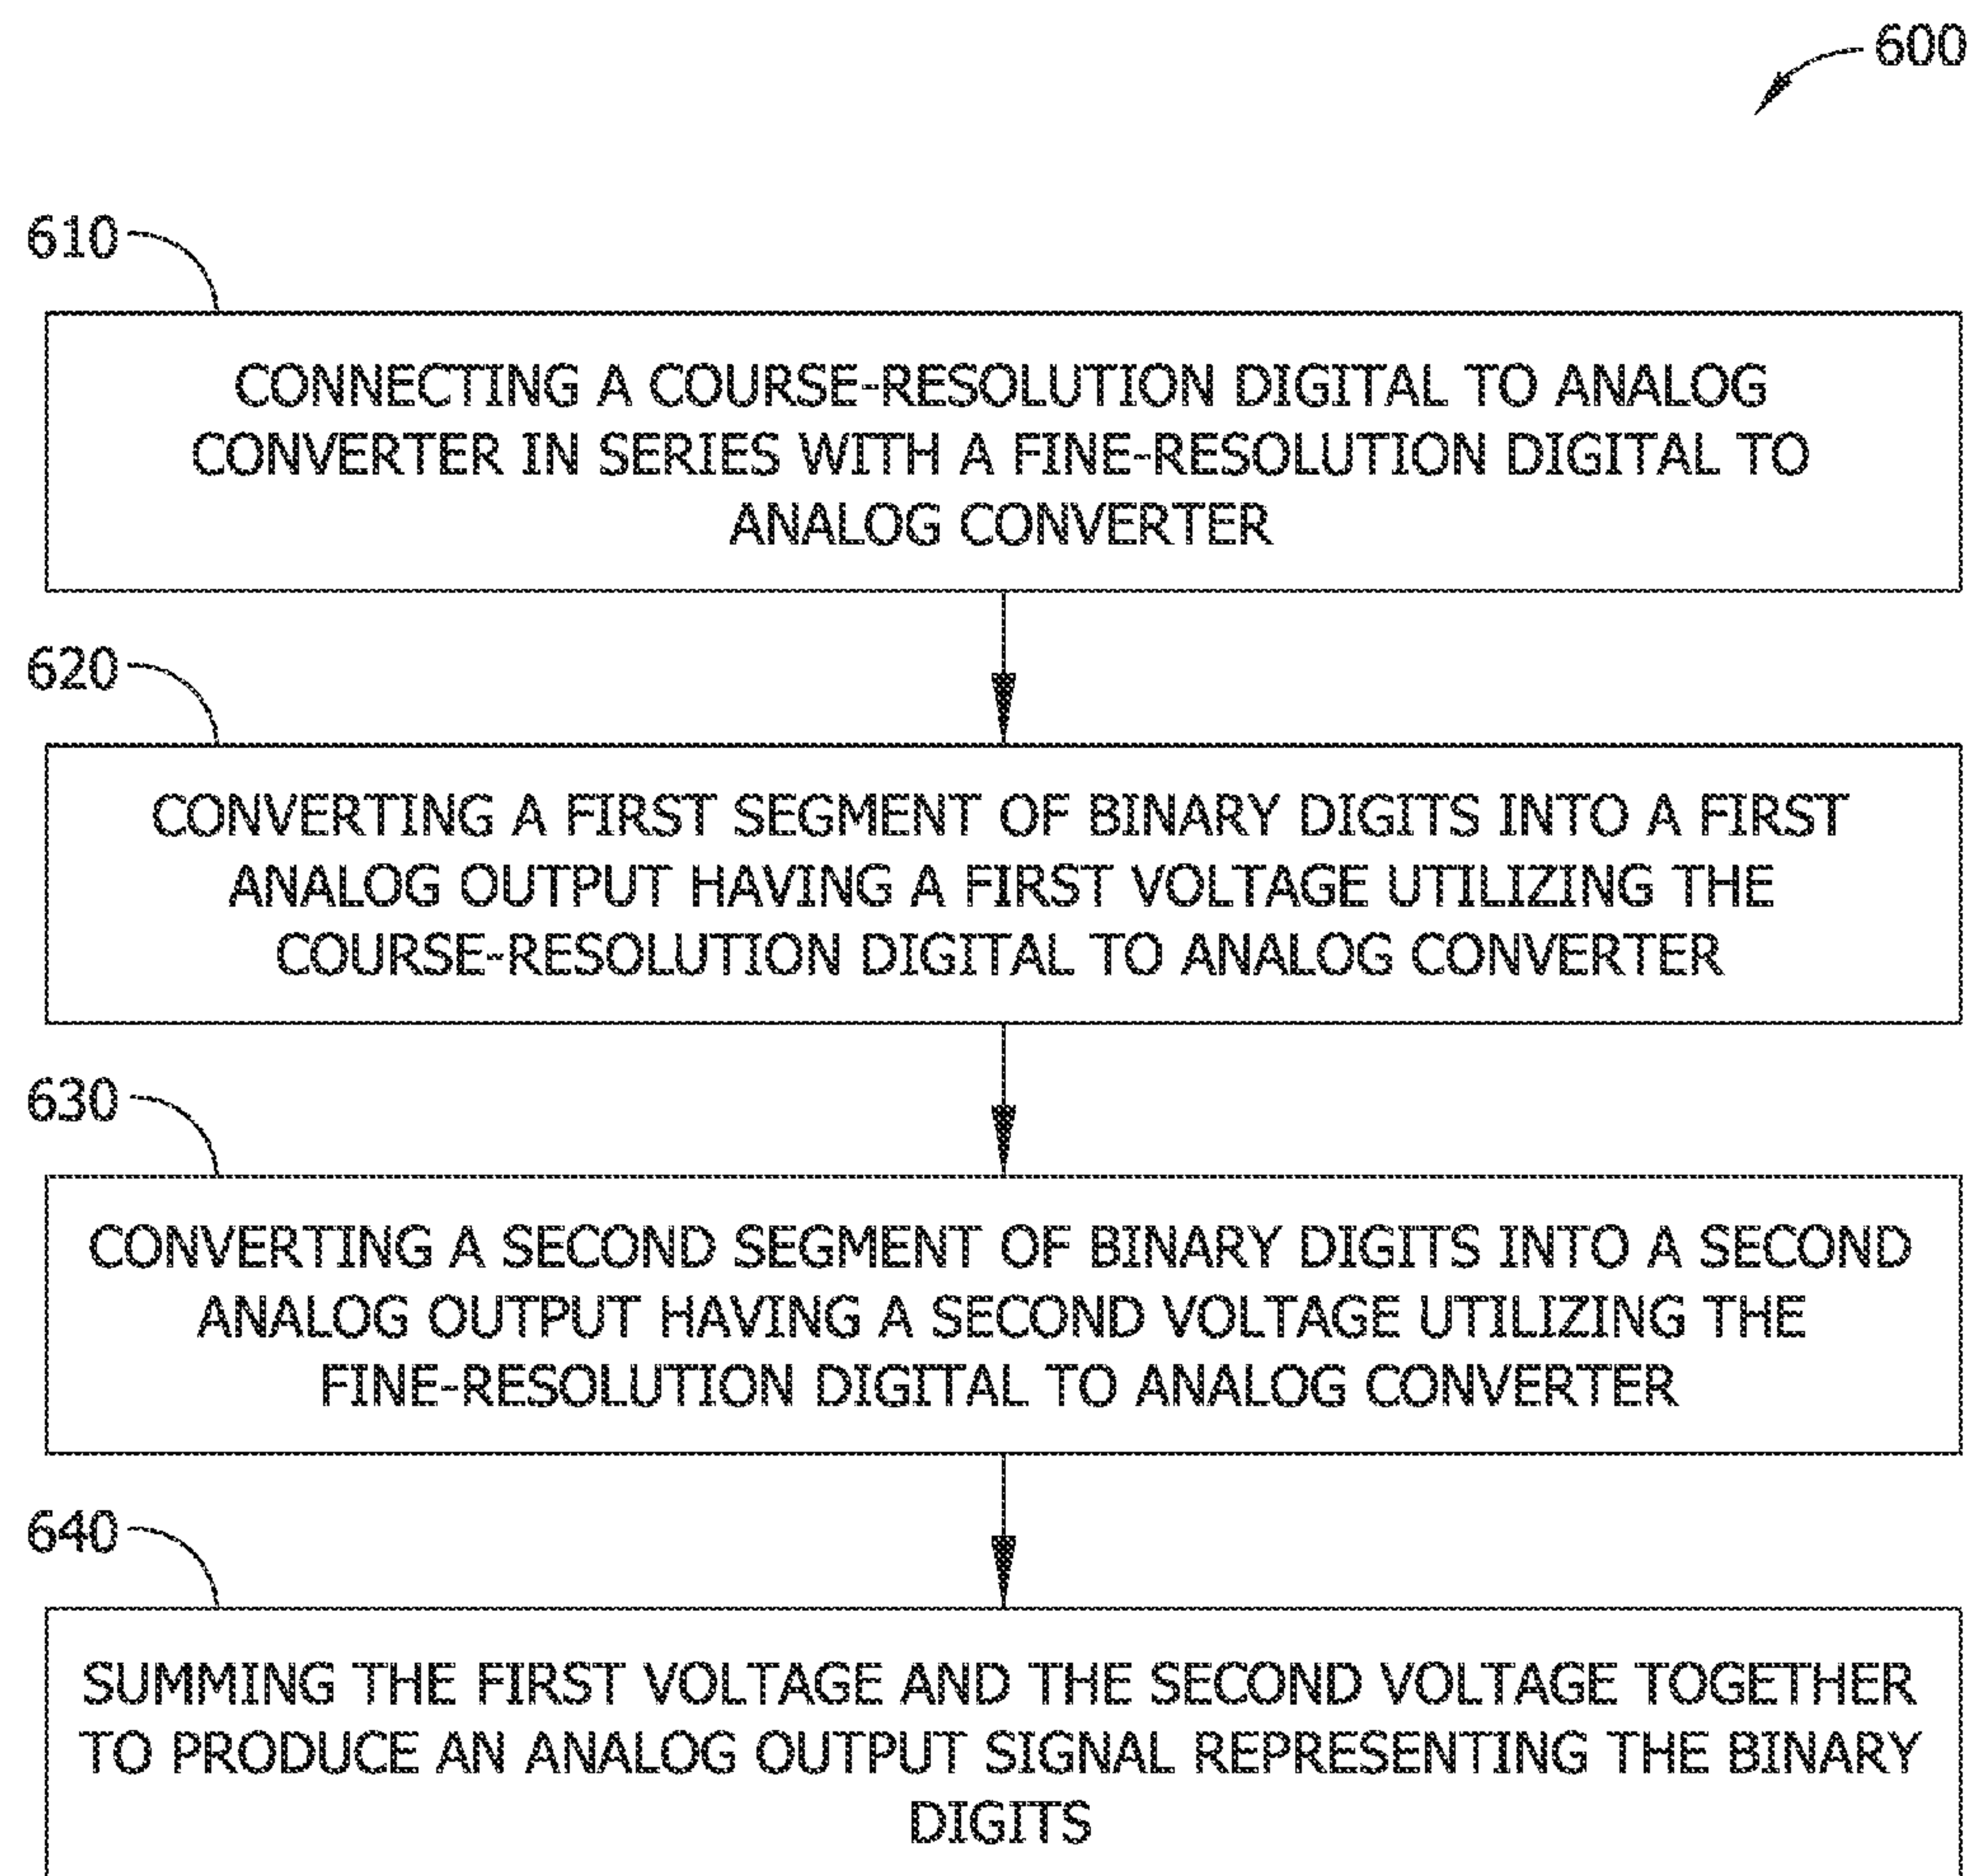 600
610
CONNECTING A COURSE-RESOLUTION DIGITAL TO ANALOG
CONVERTER IN SERIES WITH A FINE-RESOLUTION DIGITAL TO
ANALOG CONVERTER
620
CONVERTING A FIRST SEGMENT OF BINARY DIGITS INTO A FIRST
ANALOG OUTPUT HAVING A FIRST VOLTAGE UTILIZING THE
COURSE-RESOLUTION DIGITAL TO ANALOG CONVERTER
630
CONVERTING A SECOND SEGMENT OF BINARY DIGITS INTO A SECOND
ANALOG OUTPUT HAVING A SECOND VOLTAGE UTILIZING THE
FINE-RESOLUTION DIGITAL TO ANALOG CONVERTER
640
SUMMING THE FIRST VOLTAGE AND THE SECOND VOLTAGE TOGETHER
TO PRODUCE AN ANALOG OUTPUT SIGNAL REPRESENTING THE BINARY
DIGITS